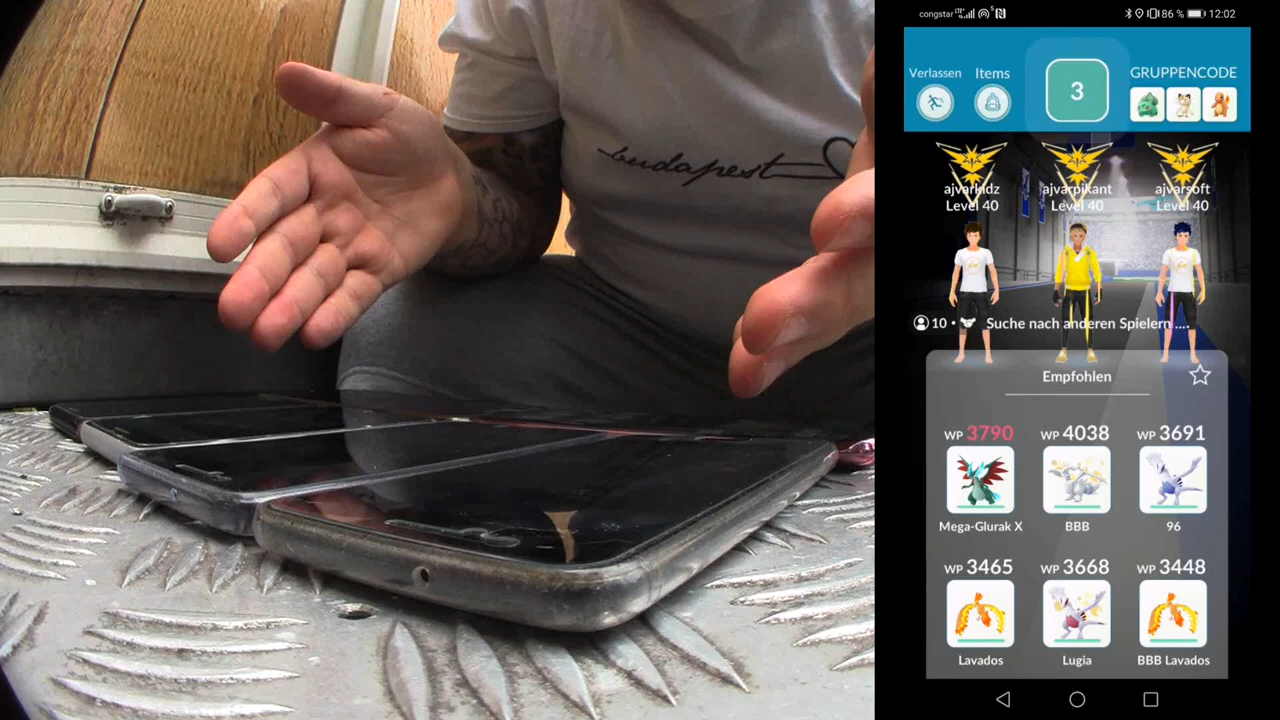 budapest
congstar 86 % 12:02
Verlassen Items 3 GRUPPENCODE
ajvarkidz ajvarpikant ajvarsoft
Level 40 Level 40 Level 40
10 • Suche nach anderen Spielern ....
Empfohlen
WP 3790 WP 4038 WP 3691
Mega-Glurak X BBB 96
WP 3465 WP 3668 WP 3448
Lavados Lugia BBB Lavados